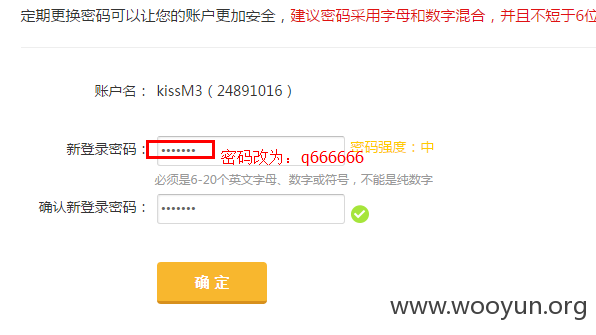 定期更换密码可以让您的账户更加安全，建议密码采用字母和数字混合，并且不短于6位
账户名： kissM3（24891016）
新登录密码： ••••••• 密码强度：中
密码改为：q666666
必须是6-20个英文字母、数字或符号，不能是纯数字
确认新登录密码： •••••••
确 定
www.wooyun.org